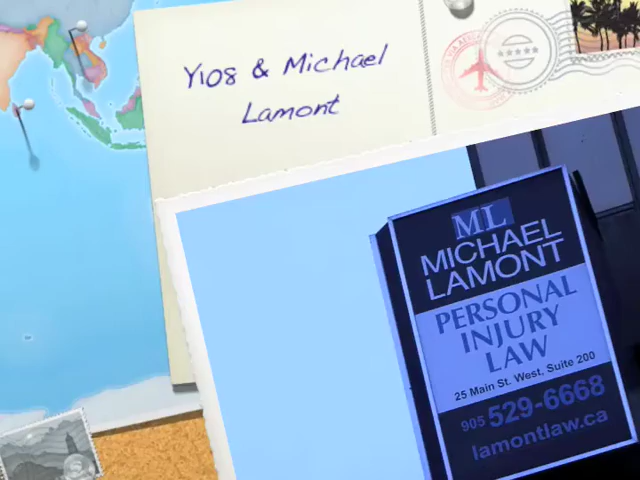 Yios & Michael
Lamont
ML
MICHAEL
LAMONT
PERSONAL
INJURY
LAW
25 Main St. West, Suite 200
905 529-6668
lamontlaw.ca